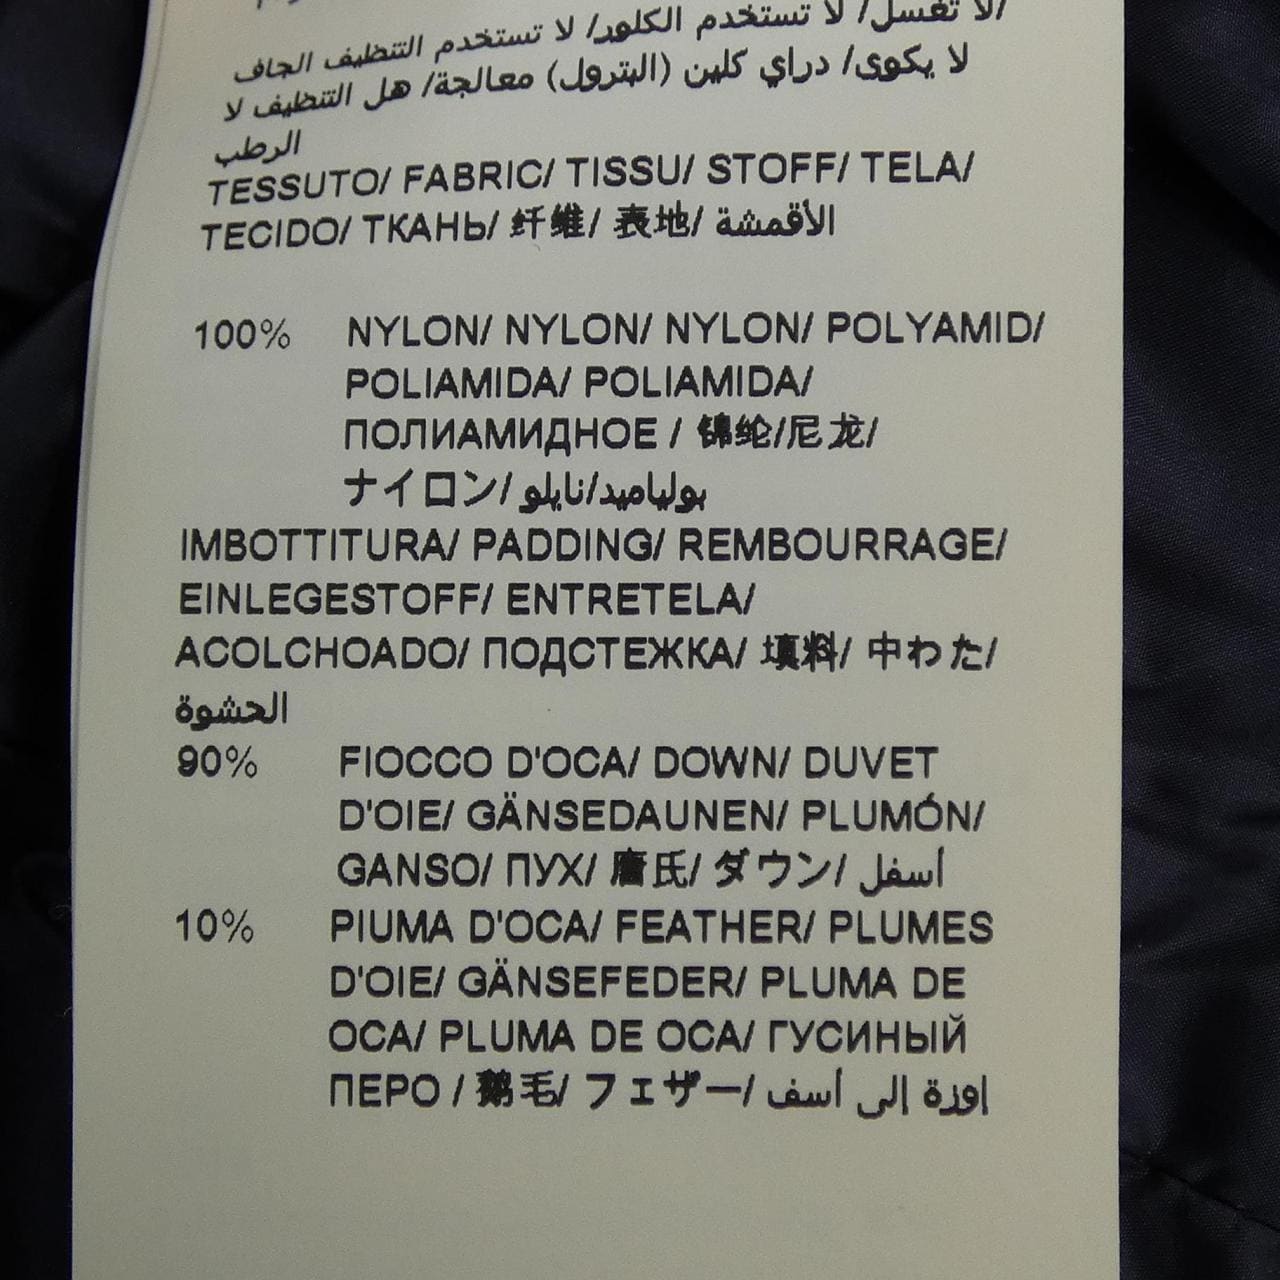 /لا تغسل/ لا تستخدم الكلور/ لا تستخدم التنظيف الجاف
لا يكوى/ دراي كلين (البترول) معالجة/ هل التنظيف لا
الرطب
TESSUTO/ FABRIC/ TISSU/ STOFF/ TELA/
TECIDO/ ТКАНЬ/ 纤维/ 表地/ الأقمشة
100% NYLON/ NYLON/ NYLON/ POLYAMID/
POLIAMIDA/ POLIAMIDA/
ПОЛИАМИДНОЕ / 锦纶/尼龙/
ナイロン/ بولياميد/نايلو
IMBOTTITURA/ PADDING/ REMBOURRAGE/
EINLEGESTOFF/ ENTRETELA/
ACOLCHOADO/ ПОДСТЕЖКА/ 填料/ 中わた/
الحشوة
90% FIOCCO D'OCA/ DOWN/ DUVET
D'OIE/ GÄNSEDAUNEN/ PLUMÓN/
GANSO/ ПУХ/ 唐氏/ ダウン/ أسفل
10% PIUMA D'OCA/ FEATHER/ PLUMES
D'OIE/ GÄNSEFEDER/ PLUMA DE
OCA/ PLUMA DE OCA/ ГУСИНЫЙ
ПЕРО / 鹅毛/ フェザー/ إوزة إلى أسف